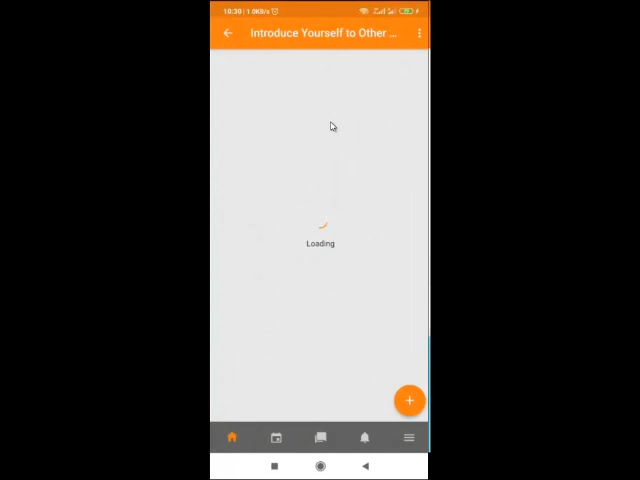 10:30 | 1.0KB/s
Introduce Yourself to Other ...
Loading